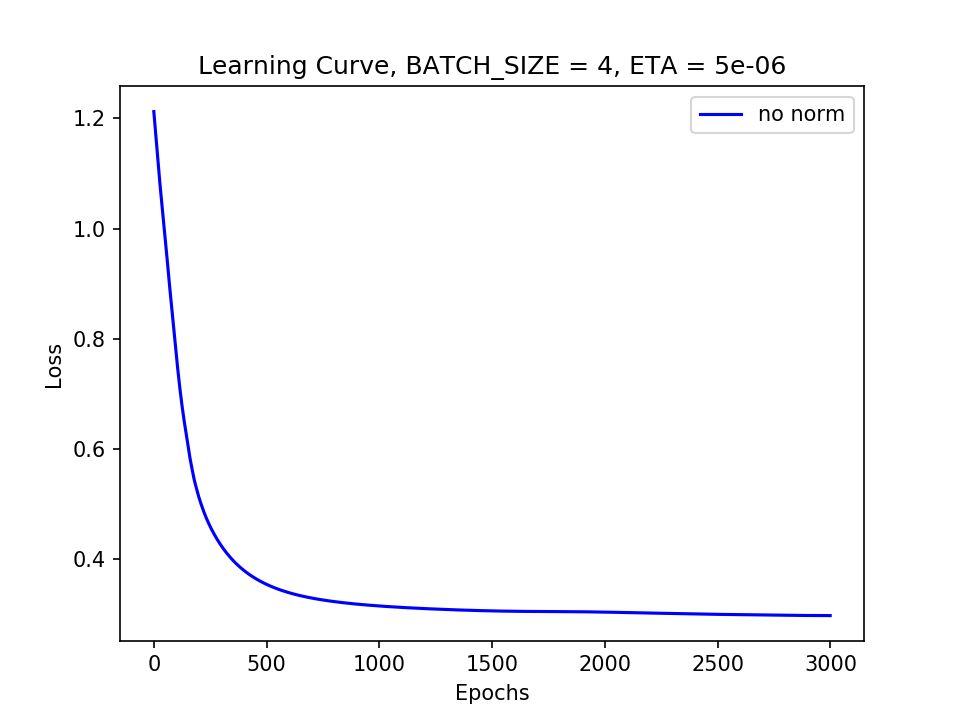 Learning Curve, BATCH_SIZE = 4, ETA = 5e-06
no norm
1.2
1.0
0.8
0.6
0.4
Loss
0 500 1000 1500 2000 2500 3000
Epochs